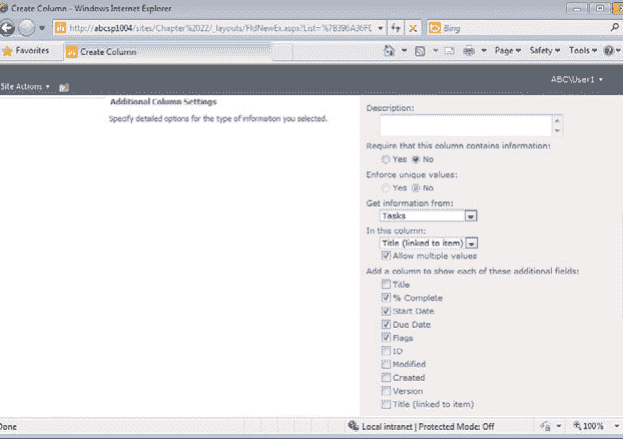 Create Column - Windows Internet Explorer
http://abcsp1004/sites/Chapter%2022/_layouts/FldNewEx.aspx?List=%7B396A36FD
Bing
Favorites
Create Column
Page
Safety
Tools
Site Actions
ABC\User1
Additional Column Settings
Specify detailed options for the type of information you selected.
Description:
Require that this column contains information:
Yes No
Enforce unique values:
Yes No
Get information from:
Tasks
In this column:
Title (linked to item)
Allow multiple values
Add a column to show each of these additional fields:
Title
% Complete
Start Date
Due Date
Flags
ID
Modified
Created
Version
Title (linked to item)
Done
Local intranet | Protected Mode: Off
100%